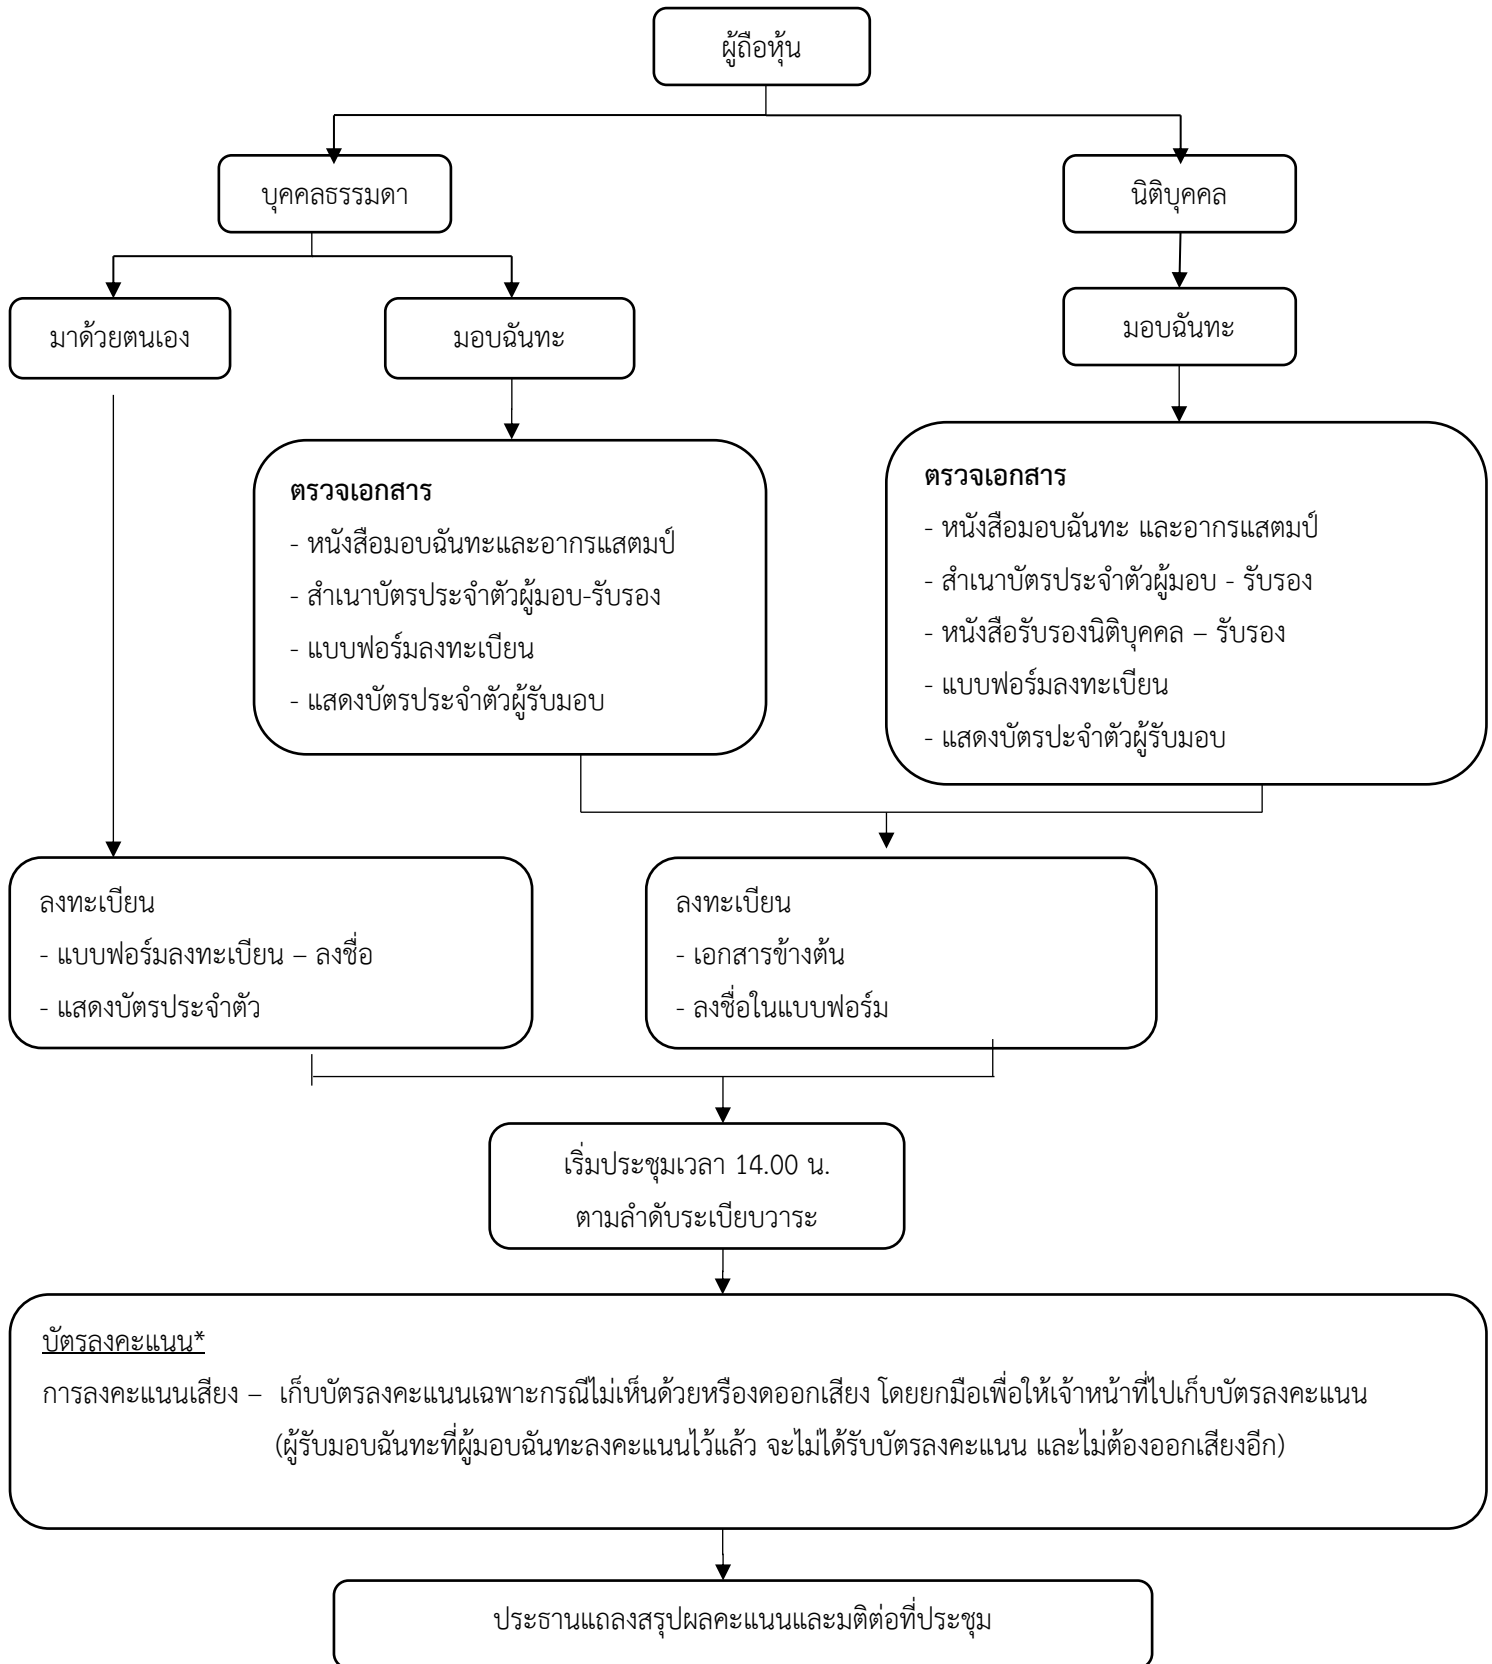 ผู้ถือหุ้น
บุคคลธรรมดา
นิติบุคคล
มาด้วยตนเอง
มอบฉันทะ
มอบฉันทะ
ตรวจเอกสาร
- หนังสือมอบฉันทะและอากรแสตมป์
- สำเนาบัตรประจำตัวผู้มอบ-รับรอง
- แบบฟอร์มลงทะเบียน
- แสดงบัตรประจำตัวผู้รับมอบ
ตรวจเอกสาร
- หนังสือมอบฉันทะ และอากรแสตมป์
- สำเนาบัตรประจำตัวผู้มอบ - รับรอง
- หนังสือรับรองนิติบุคคล – รับรอง
- แบบฟอร์มลงทะเบียน
- แสดงบัตรปะจำตัวผู้รับมอบ
ลงทะเบียน
- แบบฟอร์มลงทะเบียน – ลงชื่อ
- แสดงบัตรประจำตัว
ลงทะเบียน
- เอกสารข้างต้น
- ลงชื่อในแบบฟอร์ม
เริ่มประชุมเวลา 14.00 น.
ตามลำดับระเบียบวาระ
บัตรลงคะแนน*
การลงคะแนนเสียง – เก็บบัตรลงคะแนนเฉพาะกรณีไม่เห็นด้วยหรืองดออกเสียง โดยยกมือเพื่อให้เจ้าหน้าที่ไปเก็บบัตรลงคะแนน
(ผู้รับมอบฉันทะที่ผู้มอบฉันทะลงคะแนนไว้แล้ว จะไม่ได้รับบัตรลงคะแนน และไม่ต้องออกเสียงอีก)
ประธานแถลงสรุปผลคะแนนและมติต่อที่ประชุม